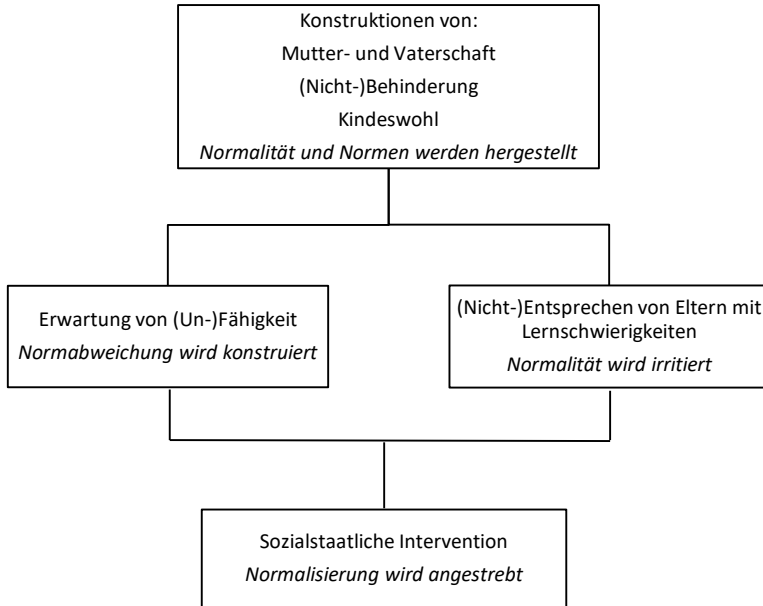 Konstruktionen von:
Mutter- und Vaterschaft
(Nicht-)Behinderung
Kindeswohl
Normalität und Normen werden hergestellt
Erwartung von (Un-)Fähigkeit
Normabweichung wird konstruiert
(Nicht-)Entsprechen von Eltern mit
Lernschwierigkeiten
Normalität wird irritiert
Sozialstaatliche Intervention
Normalisierung wird angestrebt